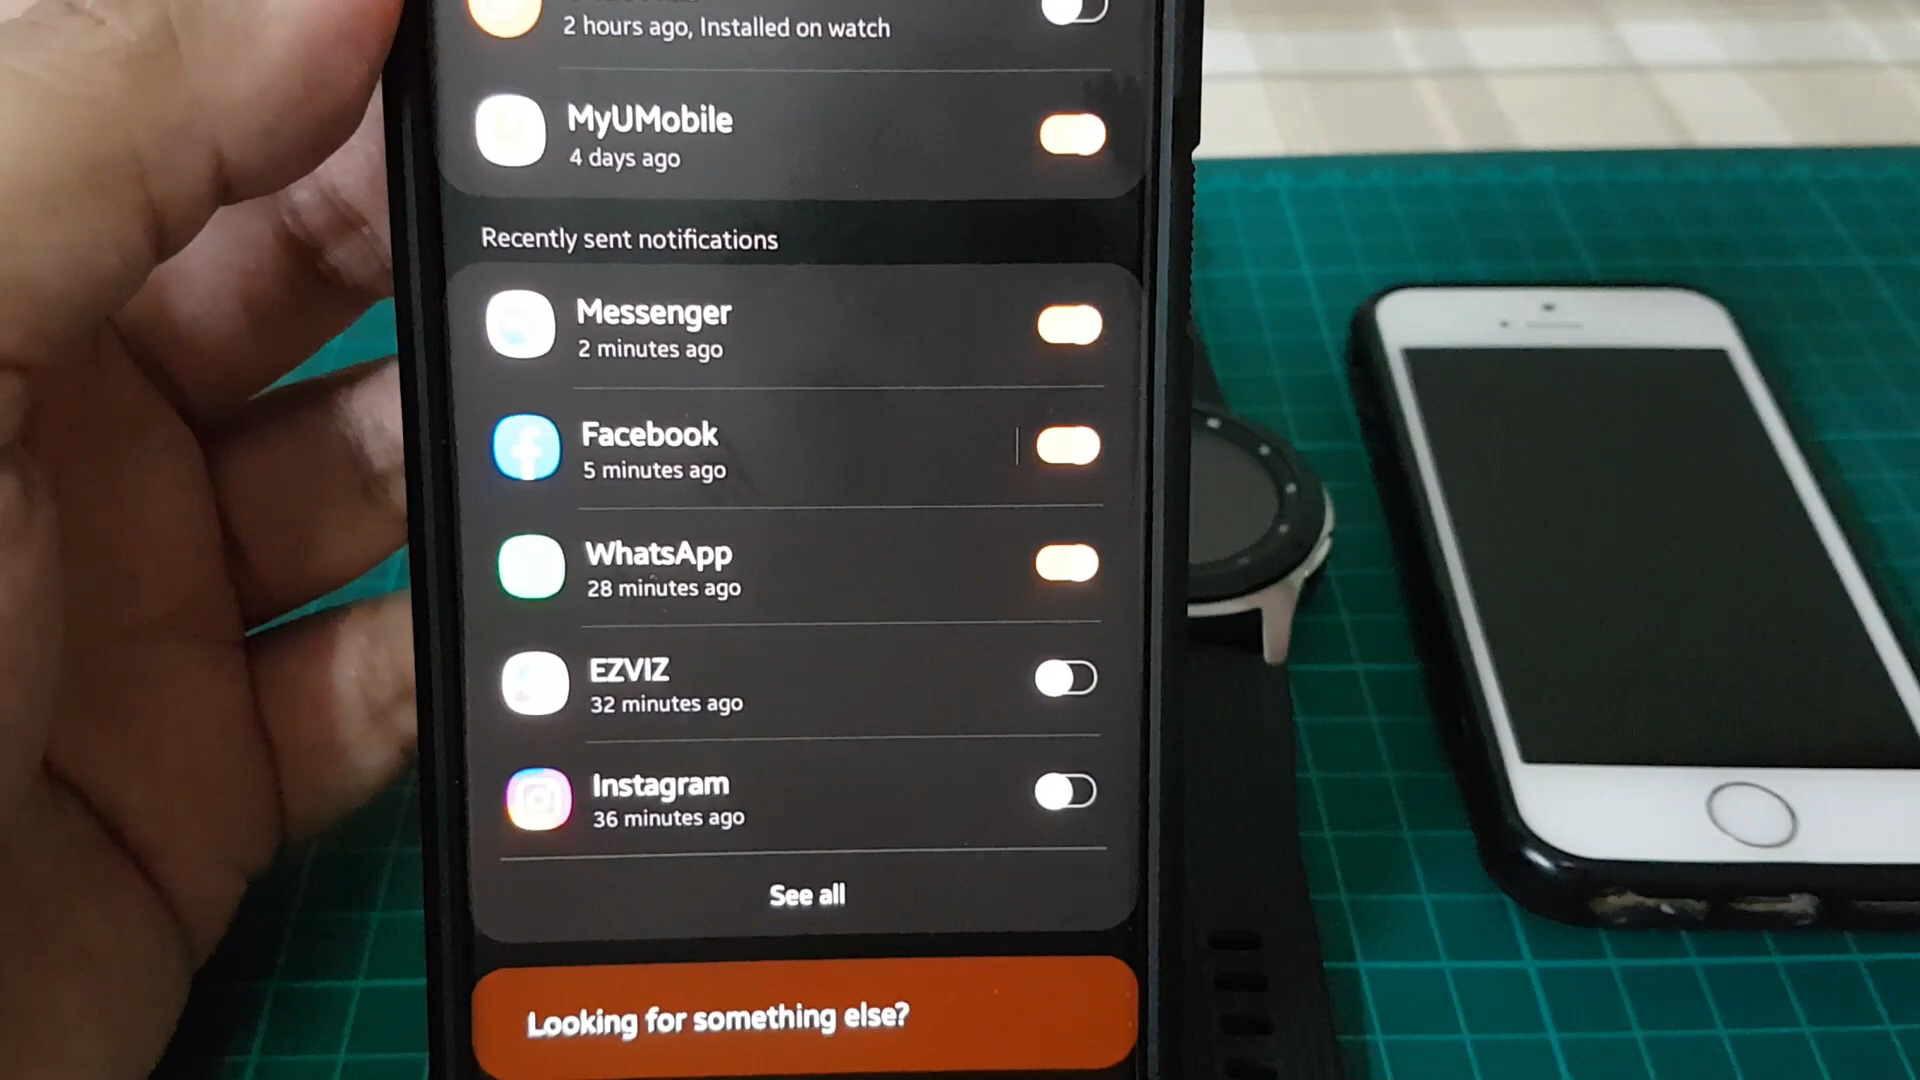 2 hours ago, Installed on watch
MyUMobile
4 days ago
Recently sent notifications
Messenger
2 minutes ago
Facebook
5 minutes ago
WhatsApp
28 minutes ago
EZVIZ
32 minutes ago
Instagram
36 minutes ago
See all
Looking for something else?